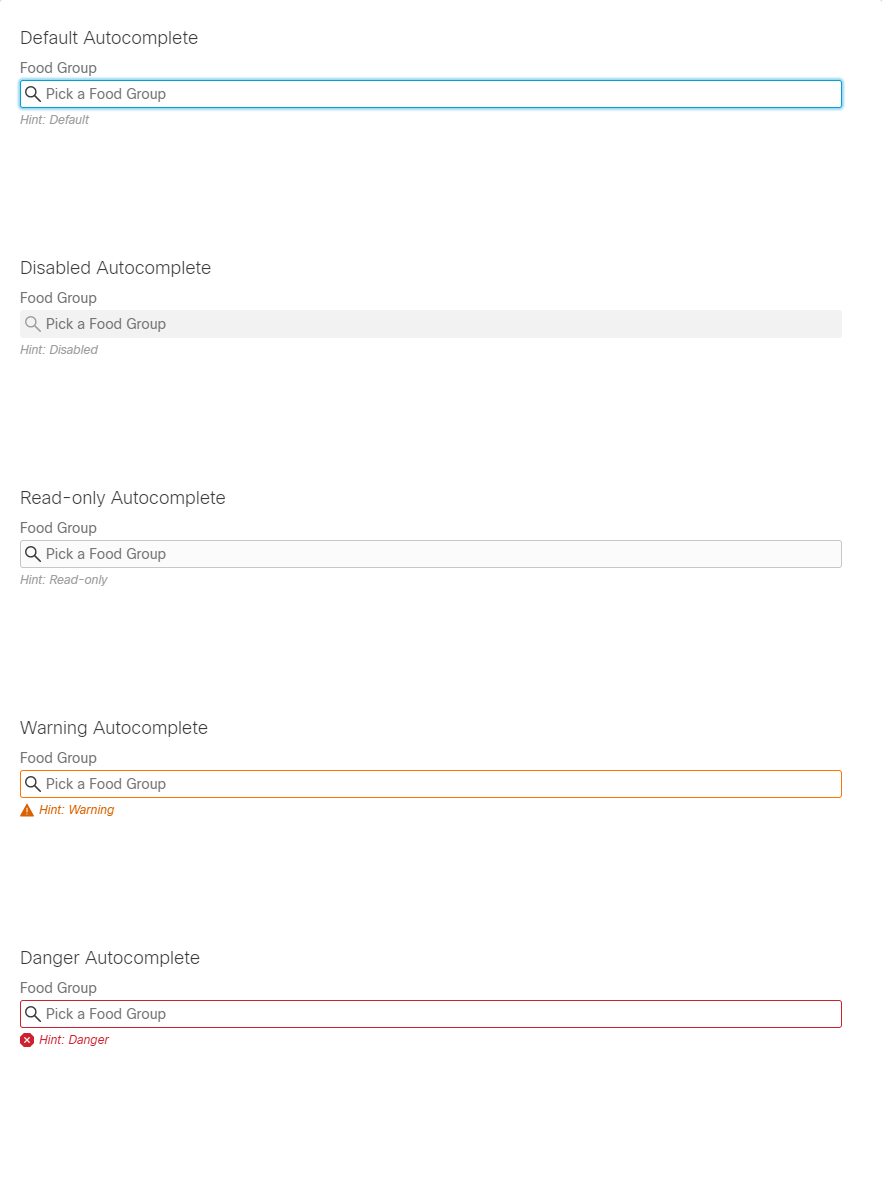 Default Autocomplete
Food Group
Pick a Food Group
Hint: Default
Disabled Autocomplete
Food Group
Pick a Food Group
Hint: Disabled
Read-only Autocomplete
Food Group
Pick a Food Group
Hint: Read-only
Warning Autocomplete
Food Group
Pick a Food Group
Hint: Warning
Danger Autocomplete
Food Group
Pick a Food Group
Hint: Danger